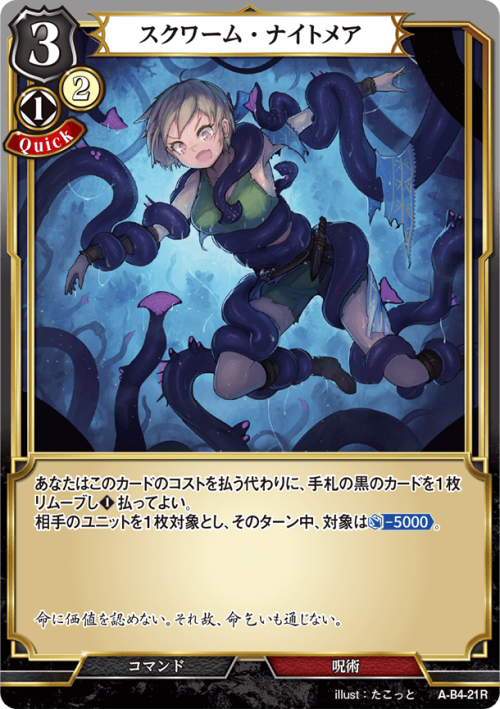 3
スクワーム・ナイトメア
1
2
Quick
あなたはこのカードのコストを払う代わりに、手札の黒のカードを1枚
リムーブし1払ってよい。
相手のユニットを1枚対象とし、そのターン中、対象は-5000。
命に価値を認めない。それ故、命乞いも通じない。
コマンド
呪術
illust：たこっと
A-B4-21R